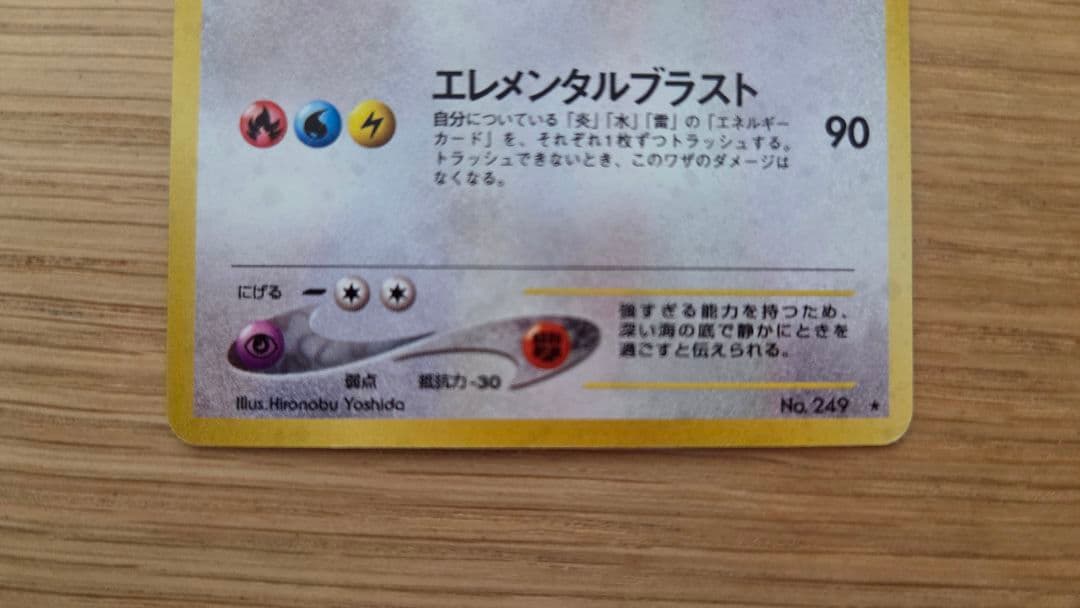 エレメンタルブラスト
自分についている「炎」「水」「雷」の「エネルギー
カード」を、それぞれ1枚ずつトラッシュする。
トラッシュできないとき、このワザのダメージは
なくなる。
90
にげる
強すぎる能力を持つため、
深い海の底で静かにときを
過ごすと伝えられる。
弱点 抵抗力 -30
Illus. Hironobu Yoshida
No. 249 ★